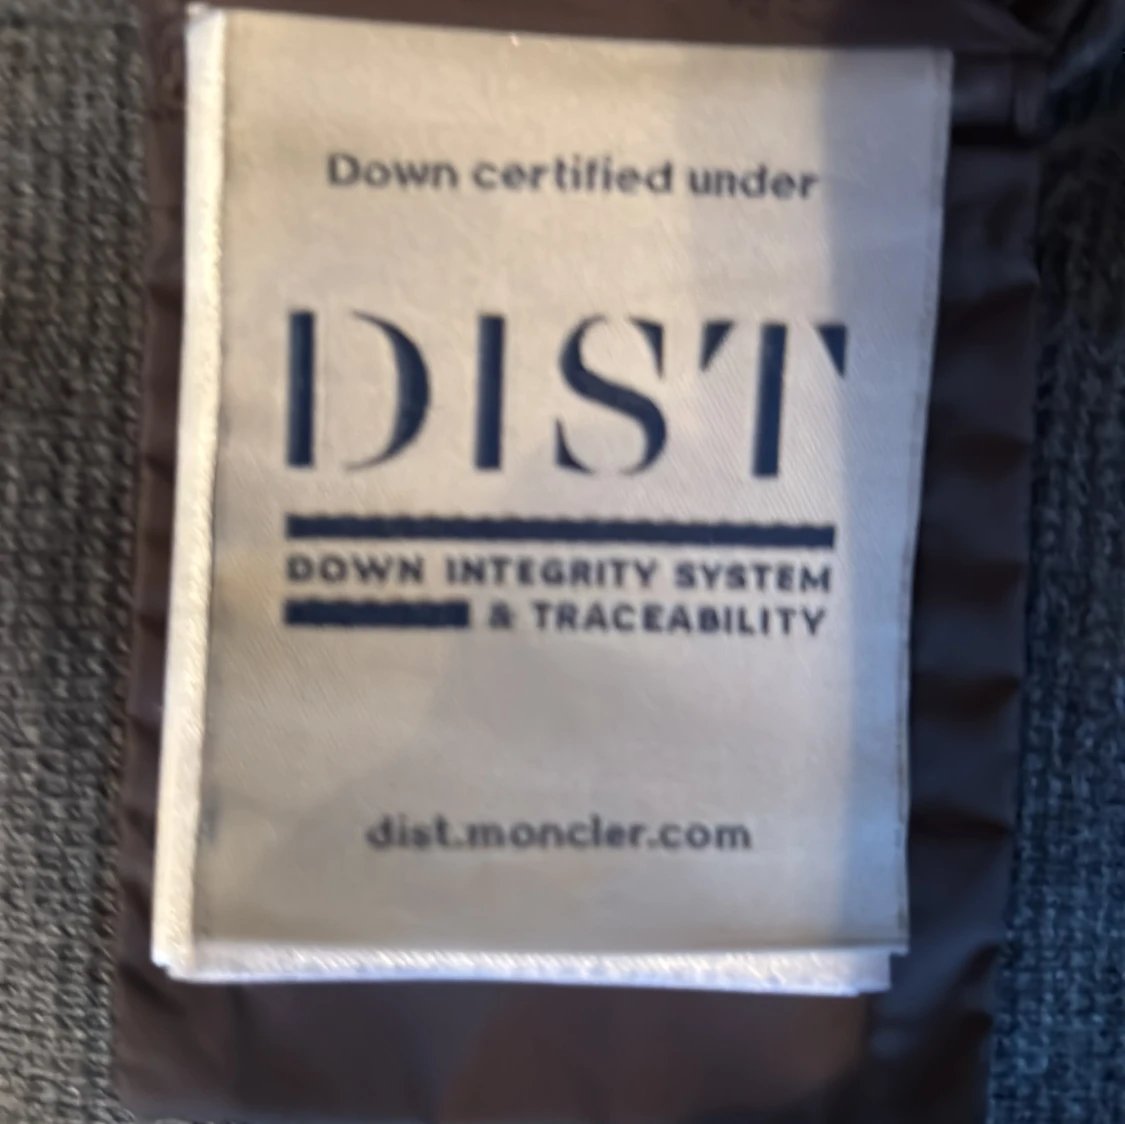 Down certified under
DIST
DOWN INTEGRITY SYSTEM
& TRACEABILITY
dist.moncler.com